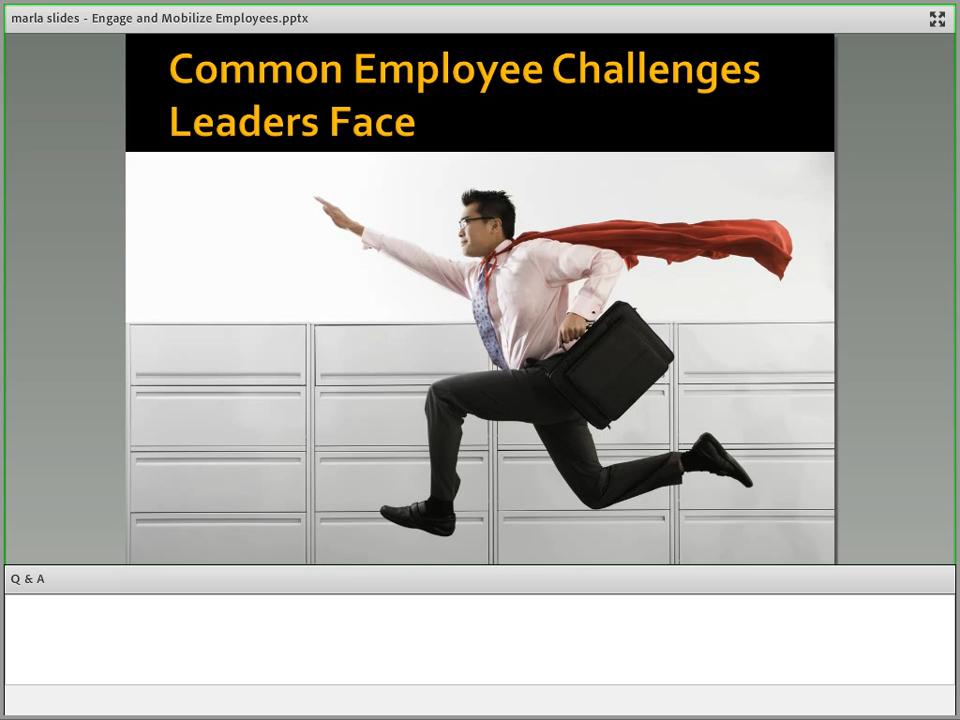 marla slides - Engage and Mobilize Employees.pptx
Common Employee Challenges
Leaders Face
Q & A